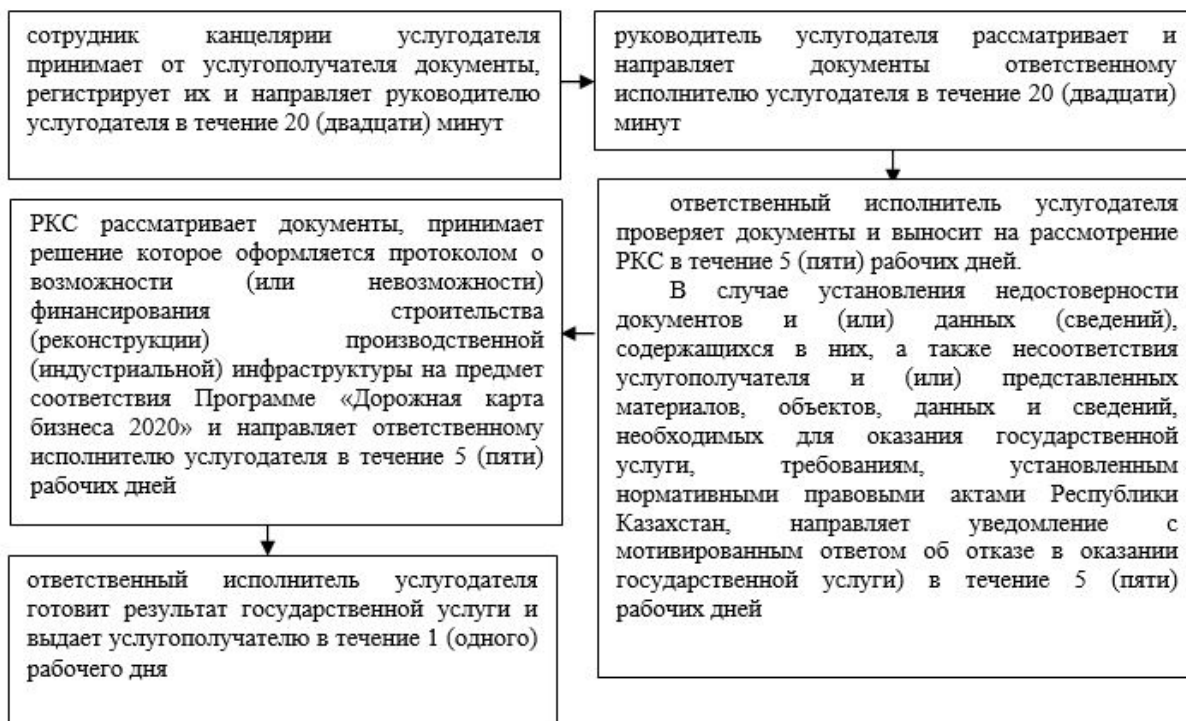 сотрудник канцелярии услугодателя
принимает от услугополучателя документы,
регистрирует их и направляет руководителю
услугодателя в течение 20 (двадцати) минут
руководитель услугодателя рассматривает и
направляет документы ответственному
исполнителю услугодателя в течение 20 (двадцати)
минут
ответственный исполнитель услугодателя
проверяет документы и выносит на рассмотрение
РКС в течение 5 (пяти) рабочих дней.
В случае установления недостоверности
документов и (или) данных (сведений),
содержащихся в них, а также несоответствия
услугополучателя и (или) представленных
материалов, объектов, данных и сведений,
необходимых для оказания государственной
услуги, требованиям, установленным
нормативными правовыми актами Республики
Казахстан, направляет уведомление с
мотивированным ответом об отказе в оказании
государственной услуги) в течение 5 (пяти)
рабочих дней
РКС рассматривает документы, принимает
решение которое оформляется протоколом о
возможности (или невозможности)
финансирования строительства
(реконструкции) производственной
(индустриальной) инфраструктуры на предмет
соответствия Программе «Дорожная карта
бизнеса 2020» и направляет ответственному
исполнителю услугодателя в течение 5 (пяти)
рабочих дней
ответственный исполнитель услугодателя
готовит результат государственной услуги и
выдает услугополучателю в течение 1 (одного)
рабочего дня